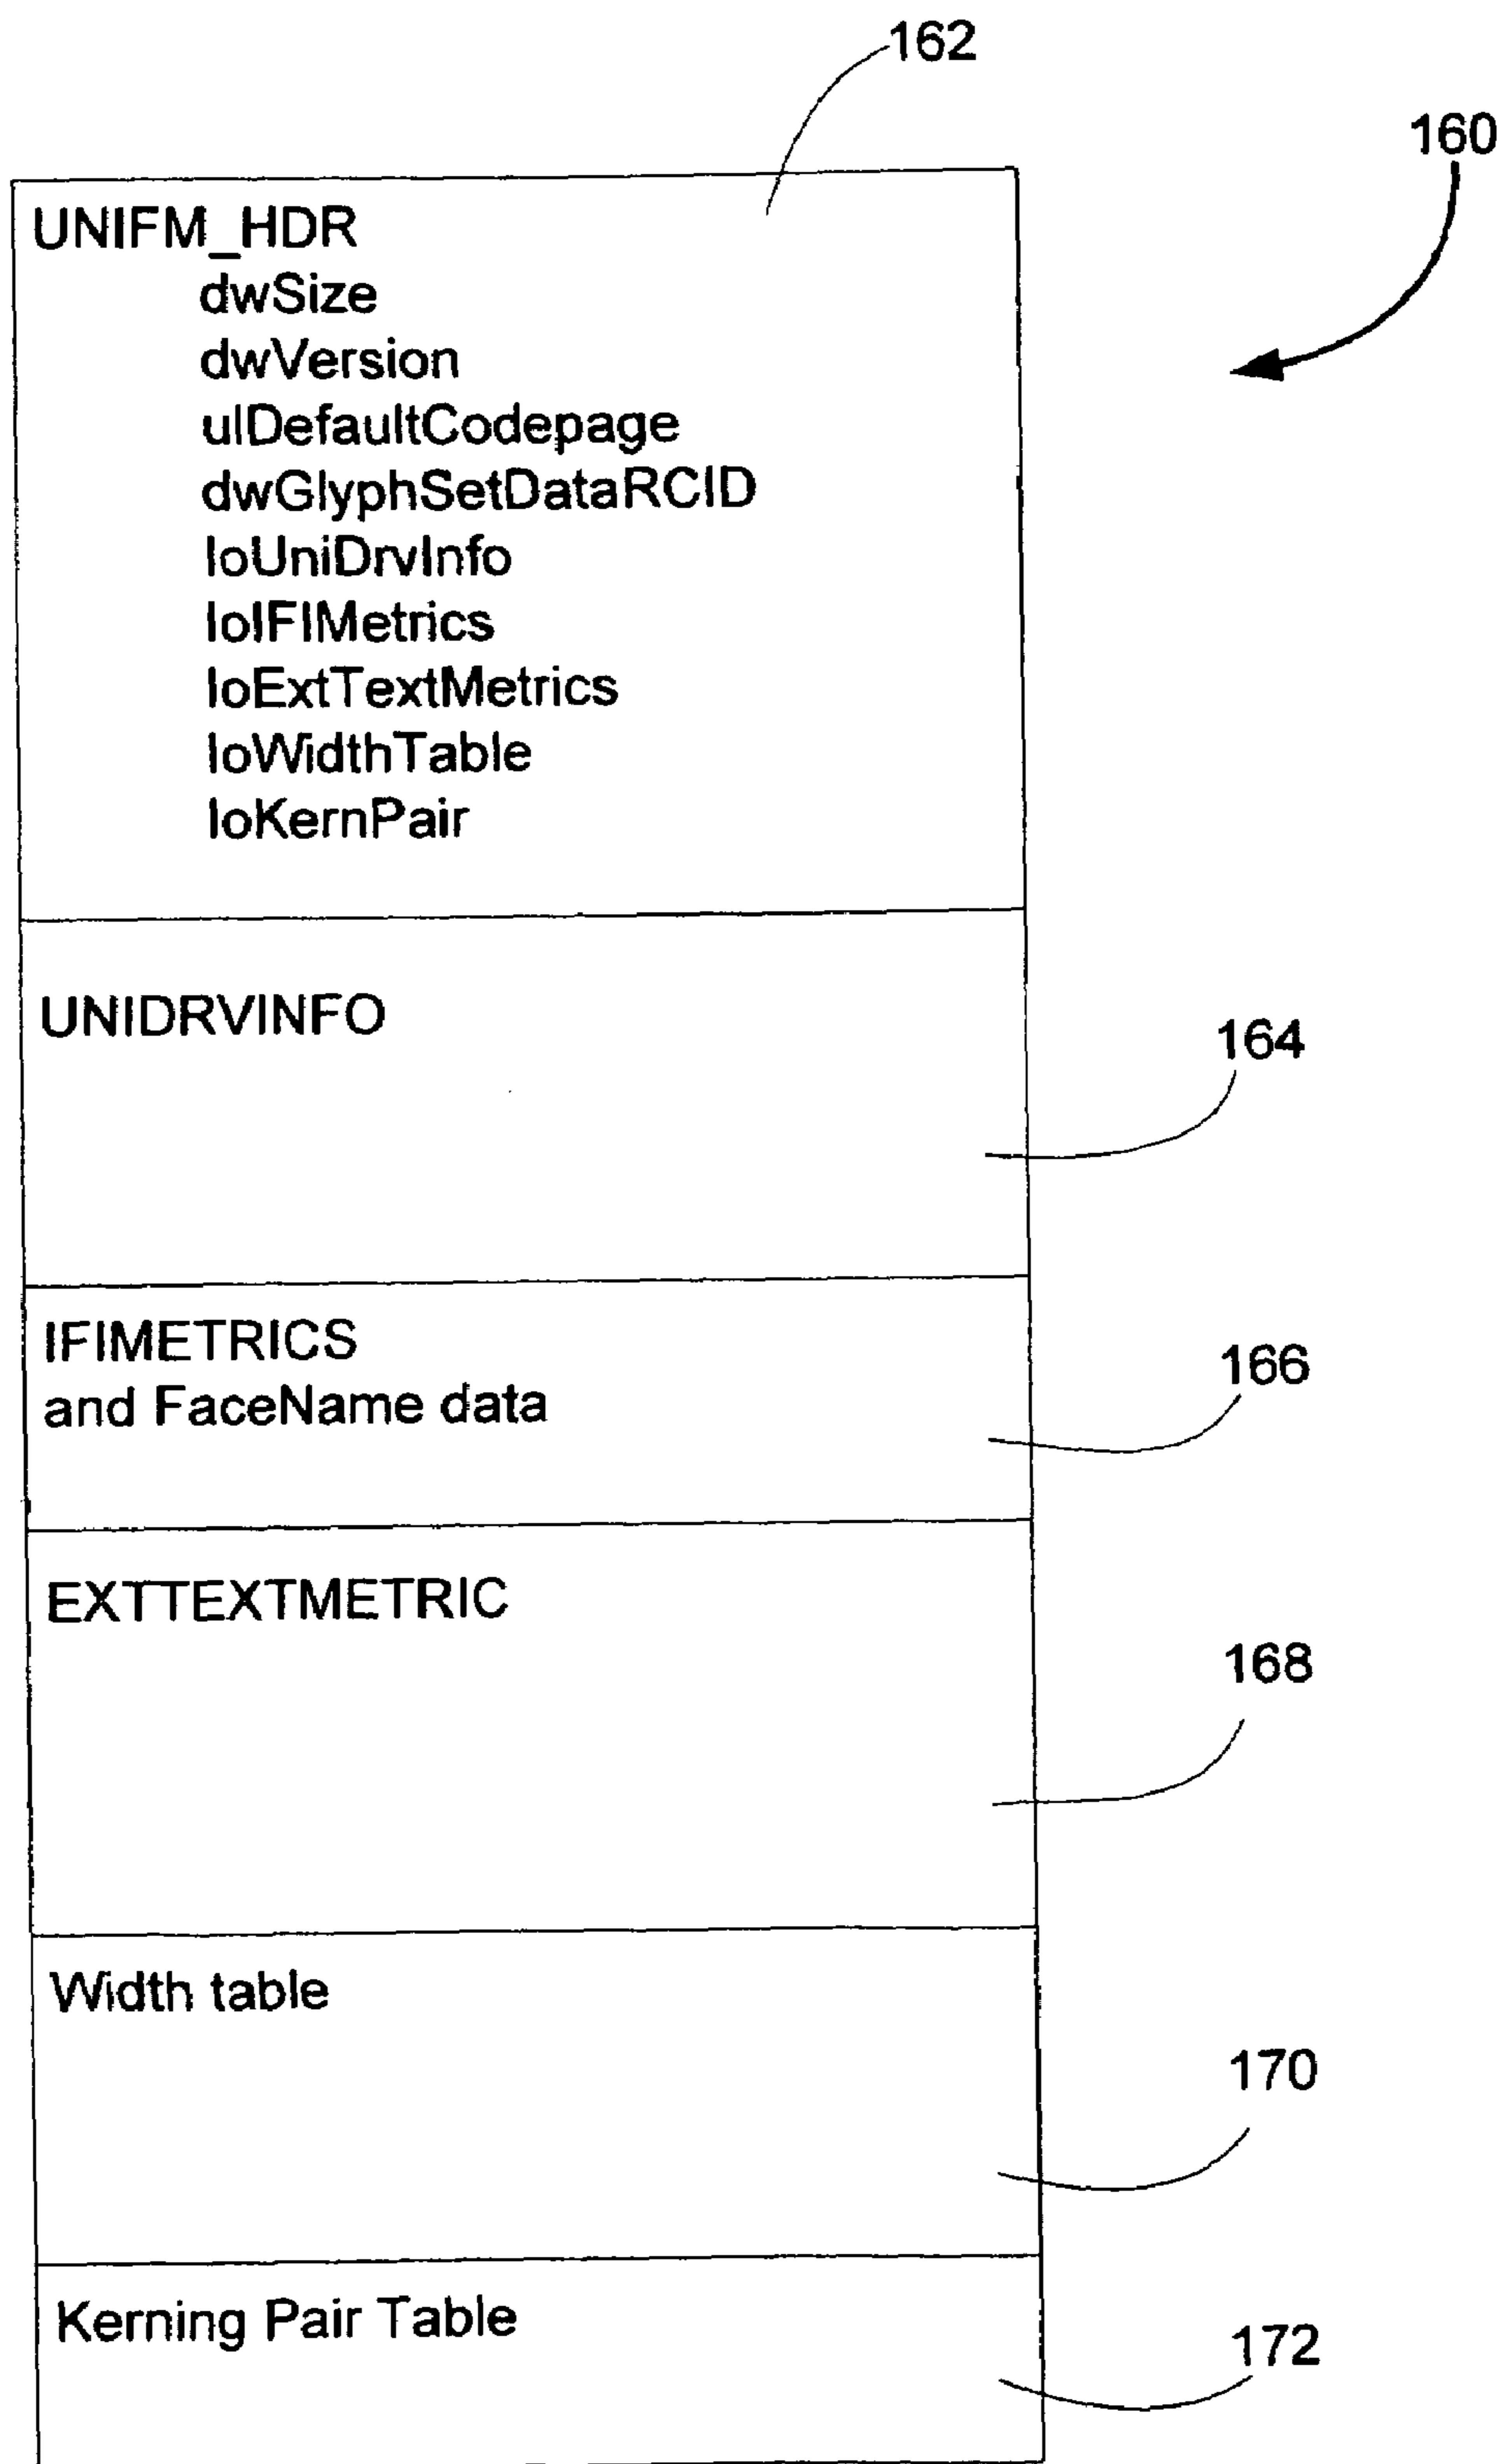 162
160
UNIFM_HDR
dwSize
dwVersion
ulDefaultCodepage
dwGlyphSetDataRCID
loUniDrvInfo
loIFIMetrics
loExtTextMetrics
loWidthTable
loKernPair
UNIDRVINFO
164
IFIMETRICS
166
and FaceName data
EXTTEXTMETRIC
168
Width table
170
Kerning Pair Table
172